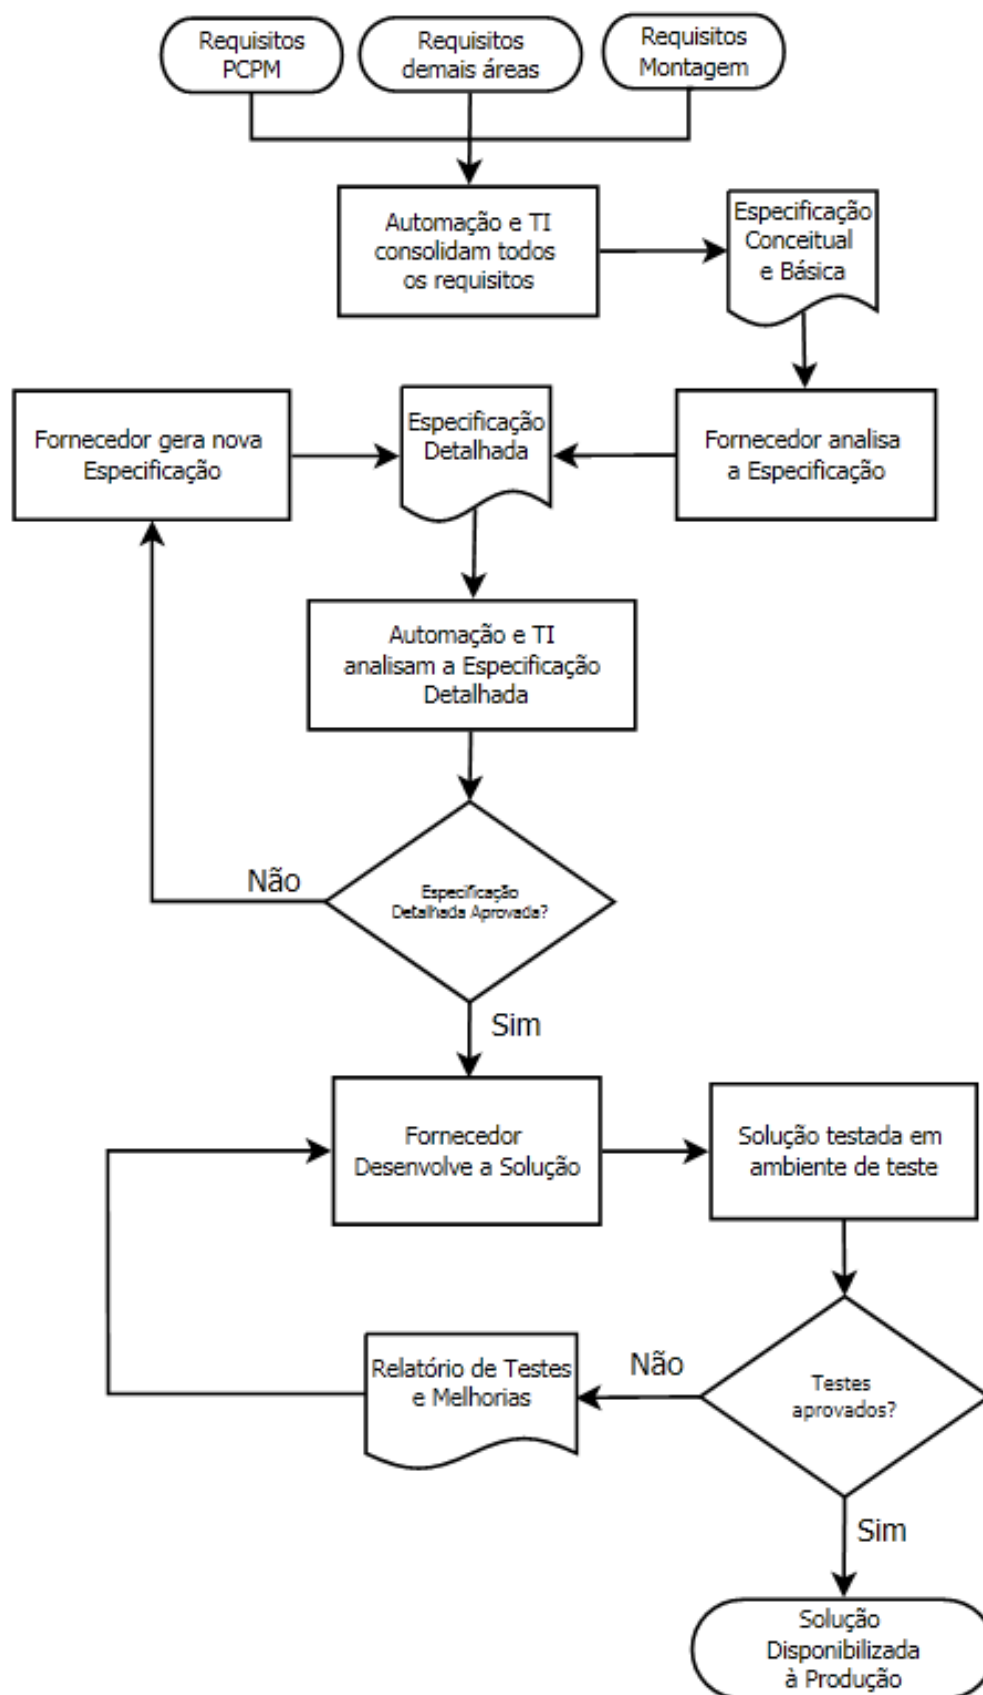 Requisitos
PCPM
Requisitos
demais áreas
Requisitos
Montagem
Automação e TI
consolidam todos
os requisitos
Especificação
Conceitual
e Básica
Fornecedor gera nova
Especificação
Especificação
Detalhada
Fornecedor analisa
a Especificação
Automação e TI
analisam a Especificação
Detalhada
Não
Especificação
Detalhada Aprovada?
Sim
Fornecedor
Desenvolve a Solução
Solução testada em
ambiente de teste
Relatório de Testes
e Melhorias
Não
Testes
aprovados?
Sim
Solução
Disponibilizada
à Produção